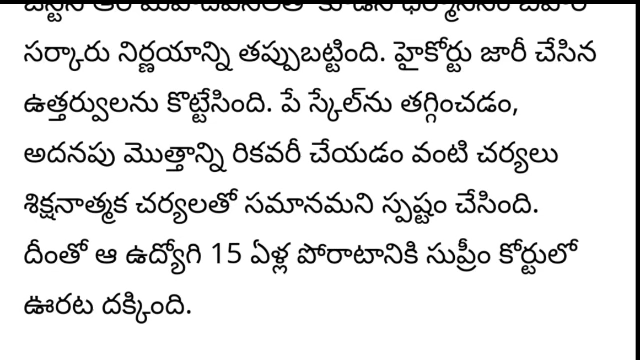 సర్కారు నిర్ణయాన్ని తప్పుబట్టింది. హైకోర్టు జారీ చేసిన
ఉత్తర్వులను కొట్టేసింది. పే స్కేల్‌ను తగ్గించడం,
అదనపు మొత్తాన్ని రికవరీ చేయడం వంటి చర్యలు
శిక్షనాత్మక చర్యలతో సమానమని స్పష్టం చేసింది.
దీంతో ఆ ఉద్యోగి 15 ఏళ్ల పోరాటానికి సుప్రీం కోర్టులో
ఊరట దక్కింది.